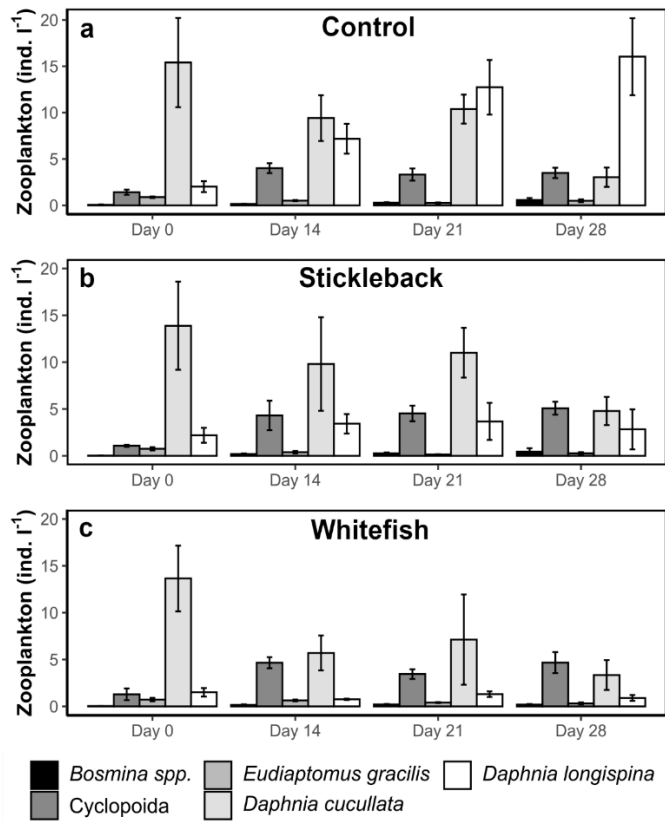 a Control
Zooplankton (ind. l⁻¹)
20
15
10
5
0
Day 0 Day 14 Day 21 Day 28
b Stickleback
Zooplankton (ind. l⁻¹)
20
15
10
5
0
Day 0 Day 14 Day 21 Day 28
c Whitefish
Zooplankton (ind. l⁻¹)
20
15
10
5
0
Day 0 Day 14 Day 21 Day 28
Bosmina spp. Eudiaptomus gracilis Daphnia longispina
Cyclopoida Daphnia cucullata